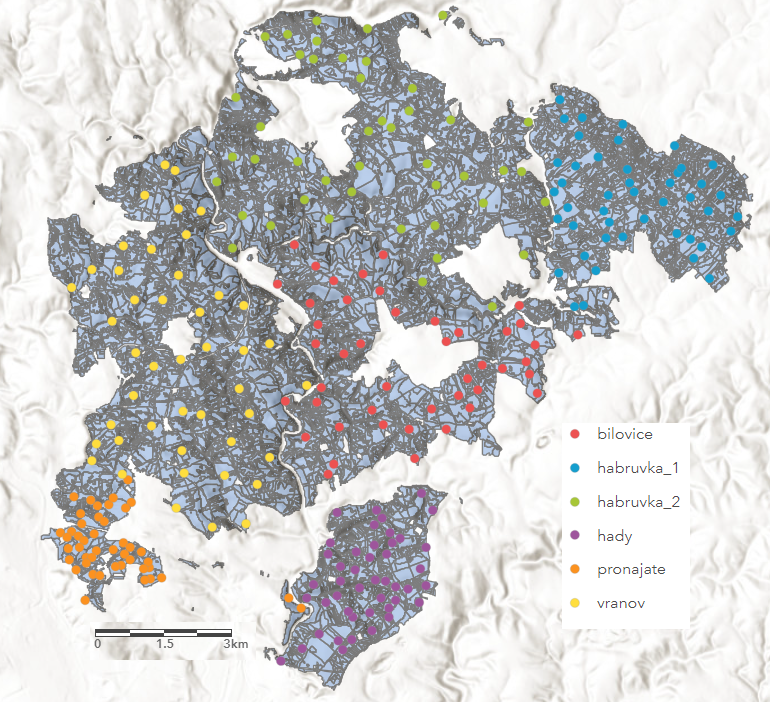 bilovice
habruvka_1
habruvka_2
hady
pronajate
vranov
0 1.5 3km